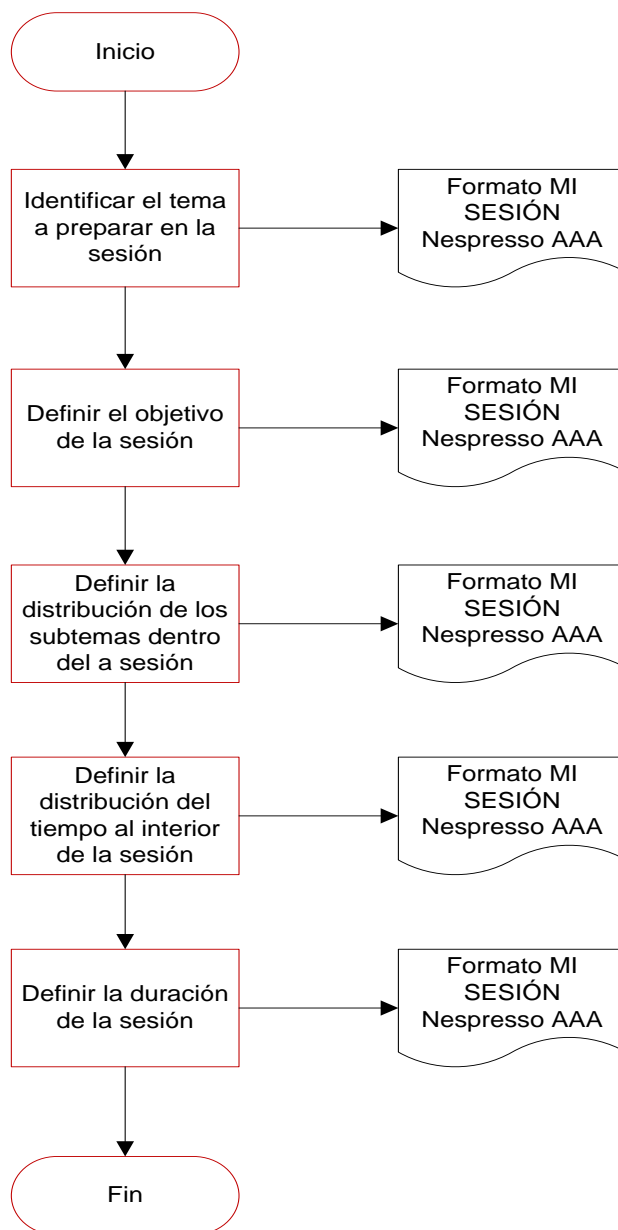 Inicio
Identificar el tema
a preparar en la
sesión
Formato MI
SESIÓN
Nespresso AAA
Definir el objetivo
de la sesión
Formato MI
SESIÓN
Nespresso AAA
Definir la
distribución de los
subtemas dentro
del a sesión
Formato MI
SESIÓN
Nespresso AAA
Definir la
distribución del
tiempo al interior
de la sesión
Formato MI
SESIÓN
Nespresso AAA
Definir la duración
de la sesión
Formato MI
SESIÓN
Nespresso AAA
Fin